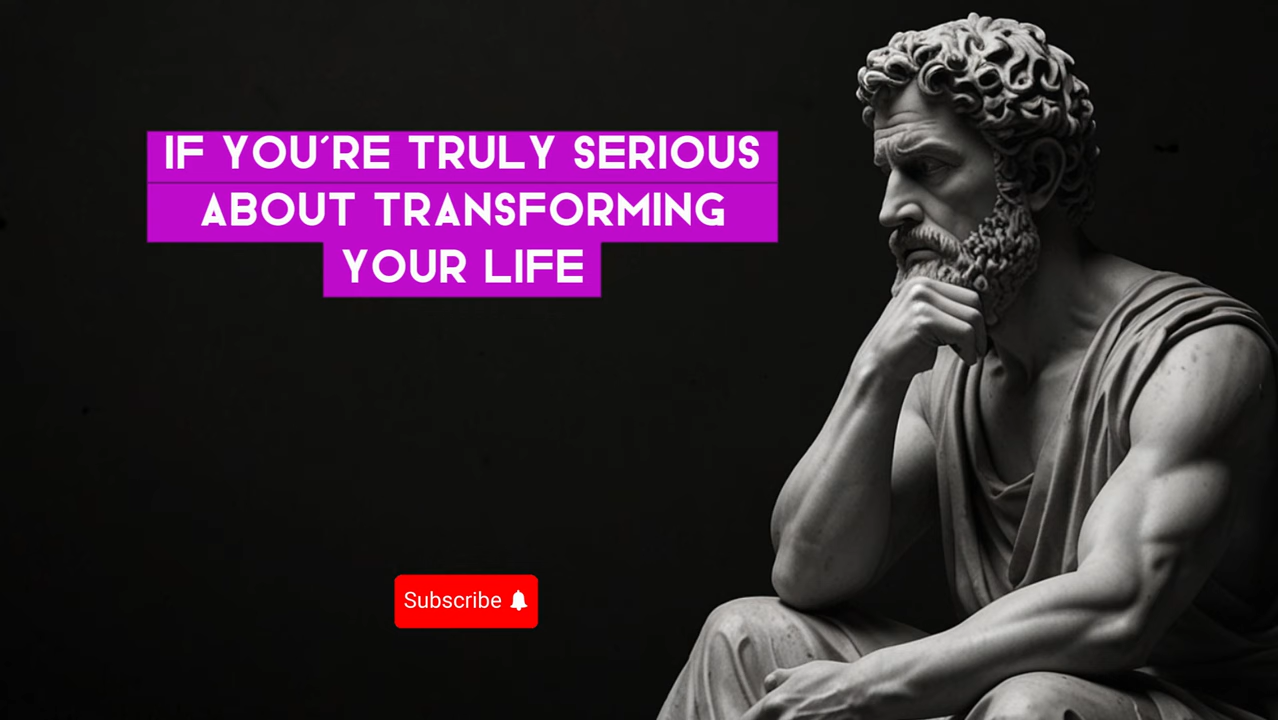 IF YOU'RE TRULY SERIOUS
ABOUT TRANSFORMING
YOUR LIFE
Subscribe